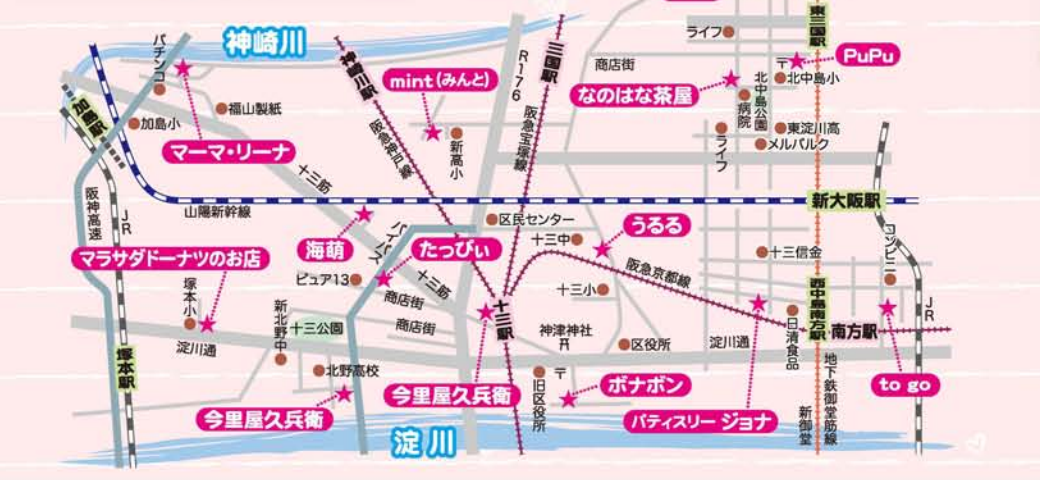 東三国駅
ライフ
神崎川
パチンコ
神崎川駅
三国駅
R176
商店街
〒
PuPu
北中島小
mint(みんと)
なのはな茶屋
北中島公園
病院
加島駅
福山製紙
加島小
阪急神戸線
新高小
阪急宝塚線
ライフ
東淀川高
メルパルク
マーマ・リーナ
十三筋
阪神高速
JR
山陽新幹線
新大阪駅
海萌
バイパス
区民センター
うるる
たっぴぃ
十三中
コンビニ
マラサダドーナツのお店
十三信金
ピュア13
十三筋
阪急京都線
塚本小
商店街
十三小
西中島南方駅
新北野中
十三公園
商店街
十三駅
神津神社
日清食品
南方駅
JR
淀川通
区役所
淀川通
塚本駅
北野高校
旧区役所
〒
ボナボン
地下鉄御堂筋線
to go
今里屋久兵衛
今里屋久兵衛
パティスリー ジョナ
新御堂
淀川